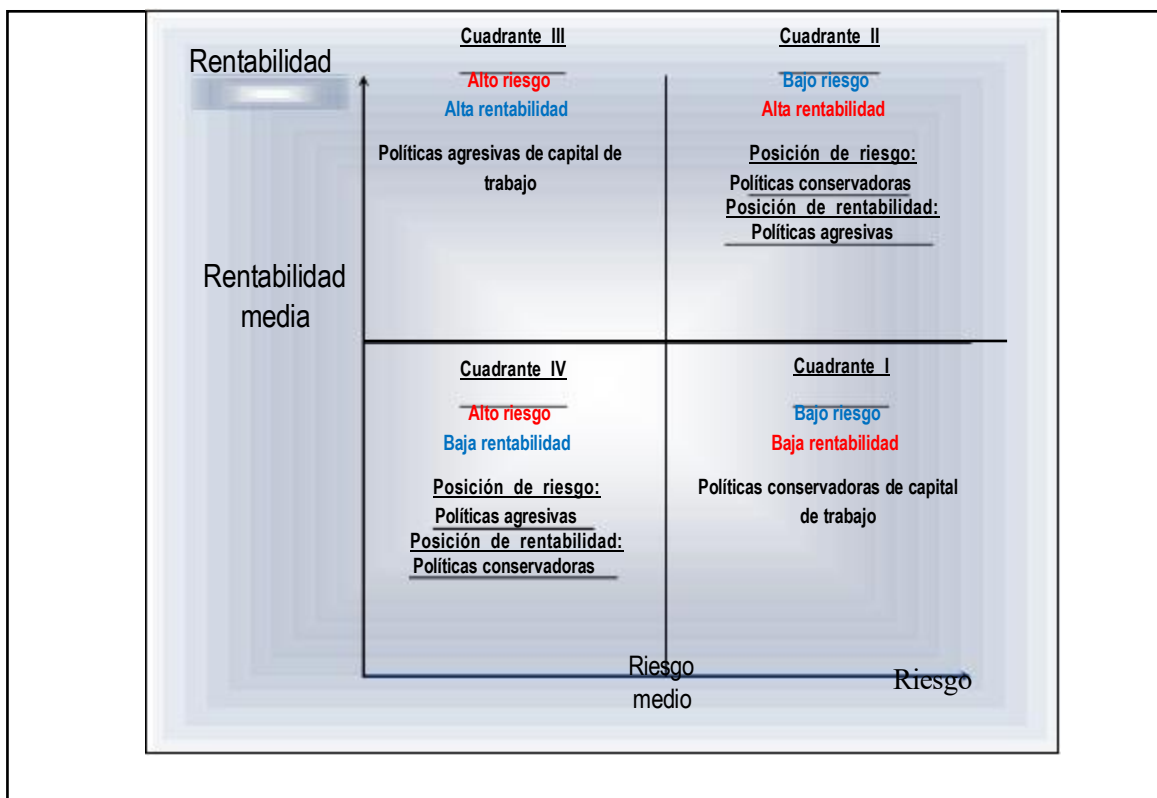 Rentabilidad
Cuadrante III
Alto riesgo
Alta rentabilidad
Políticas agresivas de capital de
trabajo
Cuadrante II
Bajo riesgo
Alta rentabilidad
Posición de riesgo:
Políticas conservadoras
Posición de rentabilidad:
Políticas agresivas
Rentabilidad
media
Cuadrante IV
Alto riesgo
Baja rentabilidad
Posición de riesgo:
Políticas agresivas
Posición de rentabilidad:
Políticas conservadoras
Cuadrante I
Bajo riesgo
Baja rentabilidad
Políticas conservadoras de capital
de trabajo
Riesgo
medio
Riesgo